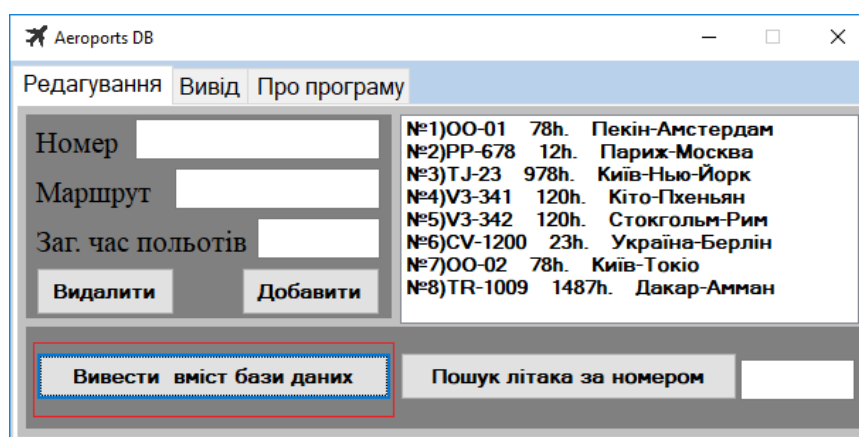 Aeroports DB
Редагування Вивід Про програму
Номер
Маршрут
Заг. час польотів
Видалити Добавити
№1)OO-01 78h. Пекін-Амстердам
№2)PP-678 12h. Париж-Москва
№3)TJ-23 978h. Київ-Нью-Йорк
№4)V3-341 120h. Кіто-Пхеньян
№5)V3-342 120h. Стокгольм-Рим
№6)CV-1200 23h. Україна-Берлін
№7)OO-02 78h. Київ-Токіо
№8)TR-1009 1487h. Дакар-Амман
Вивести вміст бази даних Пошук літака за номером